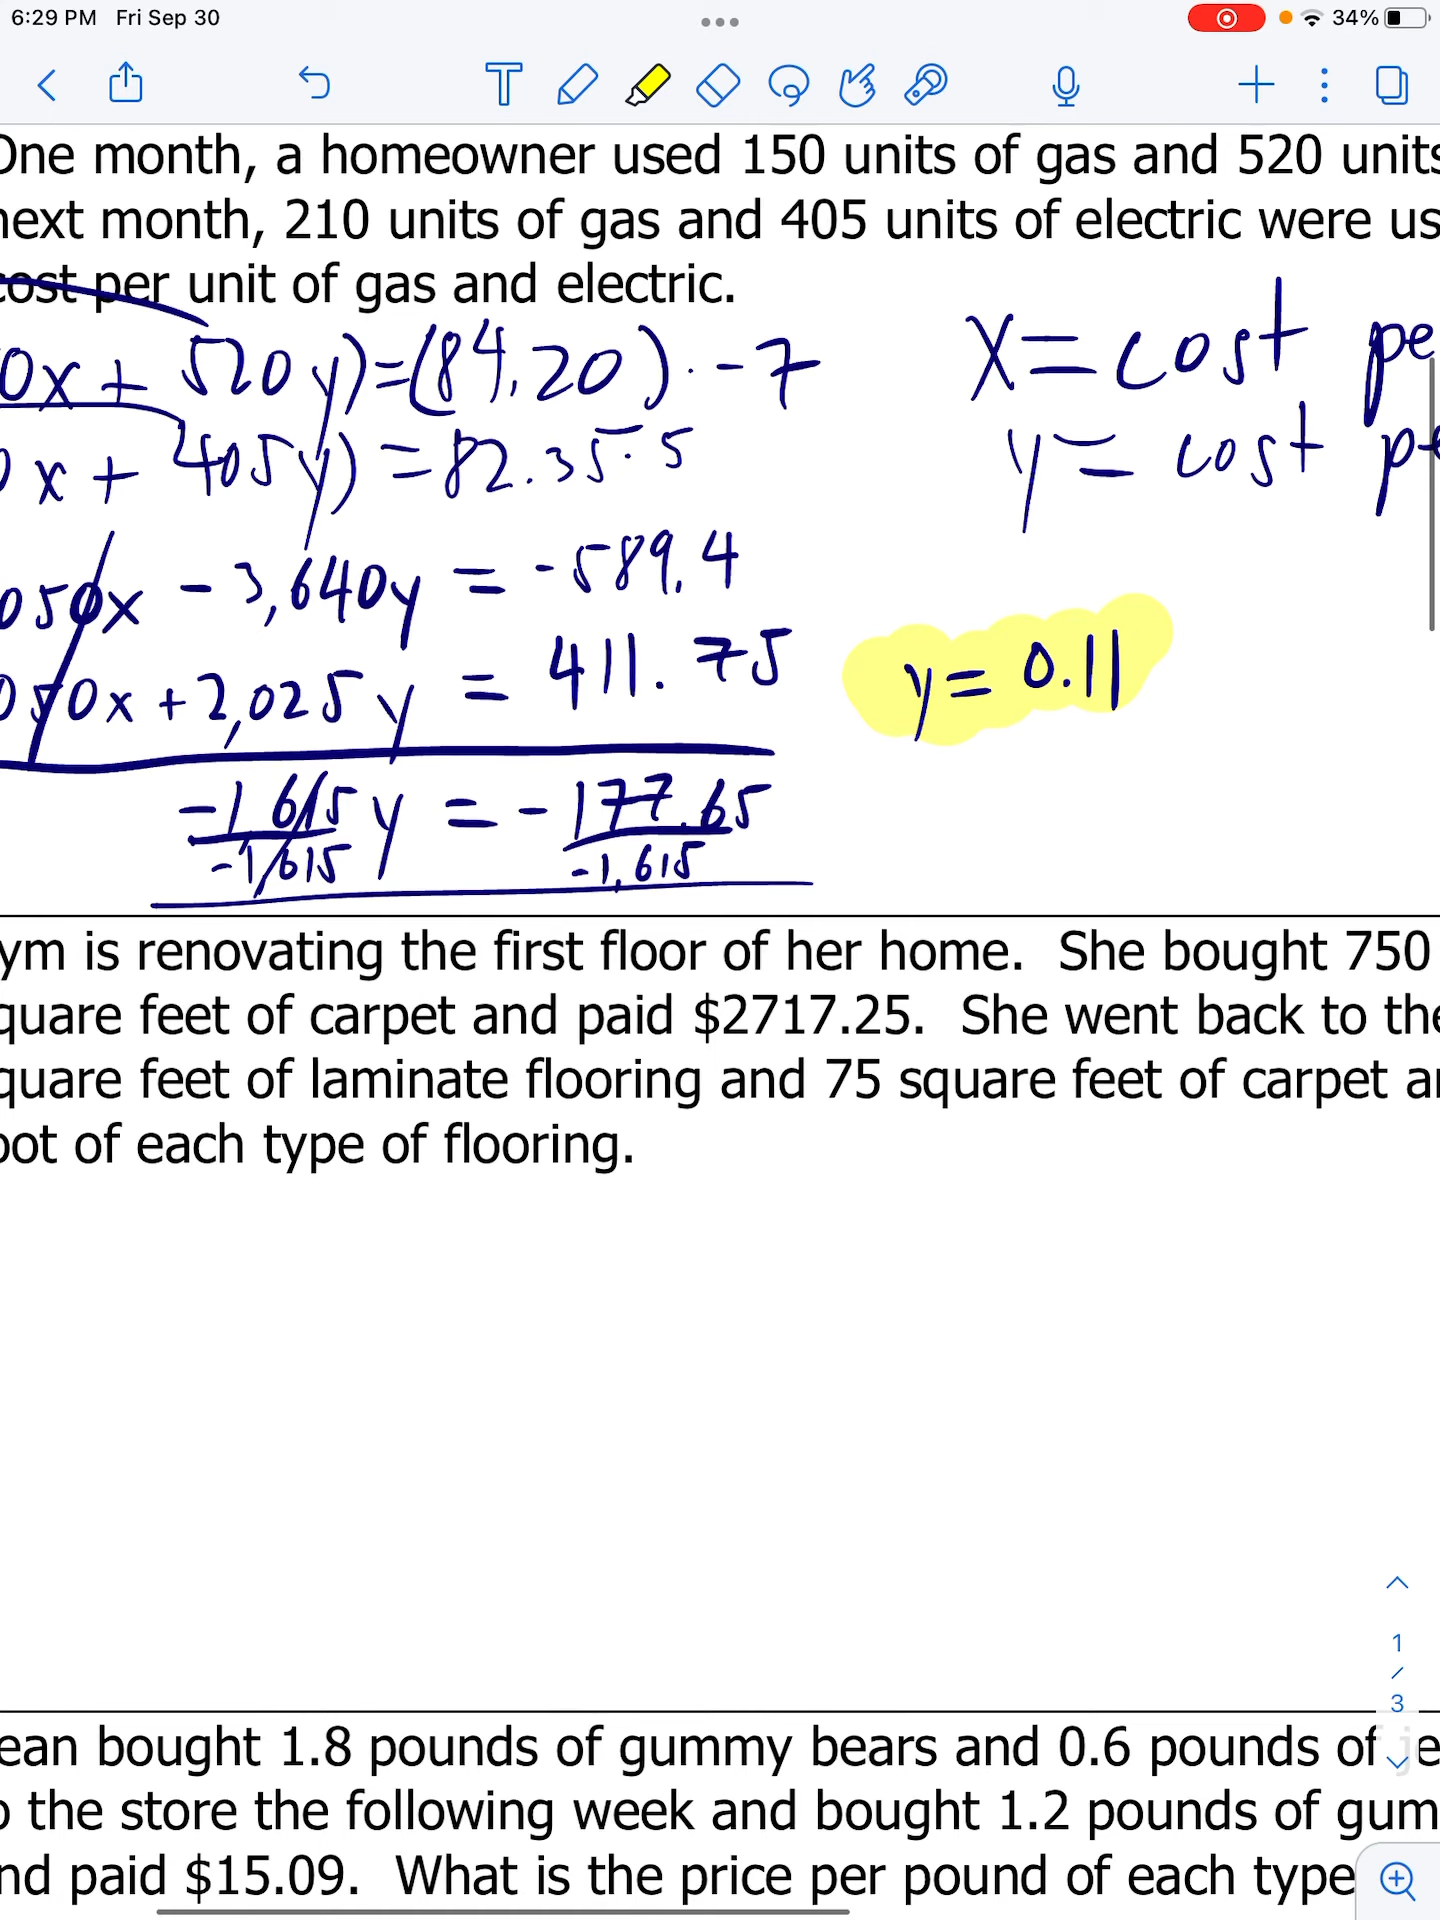 6:29 PM Fri Sep 30
34%
T
One month, a homeowner used 150 units of gas and 520 units
next month, 210 units of gas and 405 units of electric were us
cost per unit of gas and electric.
0x + 520y)=(84.20)·-7
x = cost pe
0x + 405y) = 82.35·5
y = cost pe
050x - 3,640y = -589.4
050x + 2,025y = 411.75
y = 0.11
-1615y = -177.65
-1,615 -1,615
ym is renovating the first floor of her home. She bought 750
quare feet of carpet and paid $2717.25. She went back to the
quare feet of laminate flooring and 75 square feet of carpet an
oot of each type of flooring.
1
/
3
ean bought 1.8 pounds of gummy bears and 0.6 pounds of je
o the store the following week and bought 1.2 pounds of gum
nd paid $15.09. What is the price per pound of each type